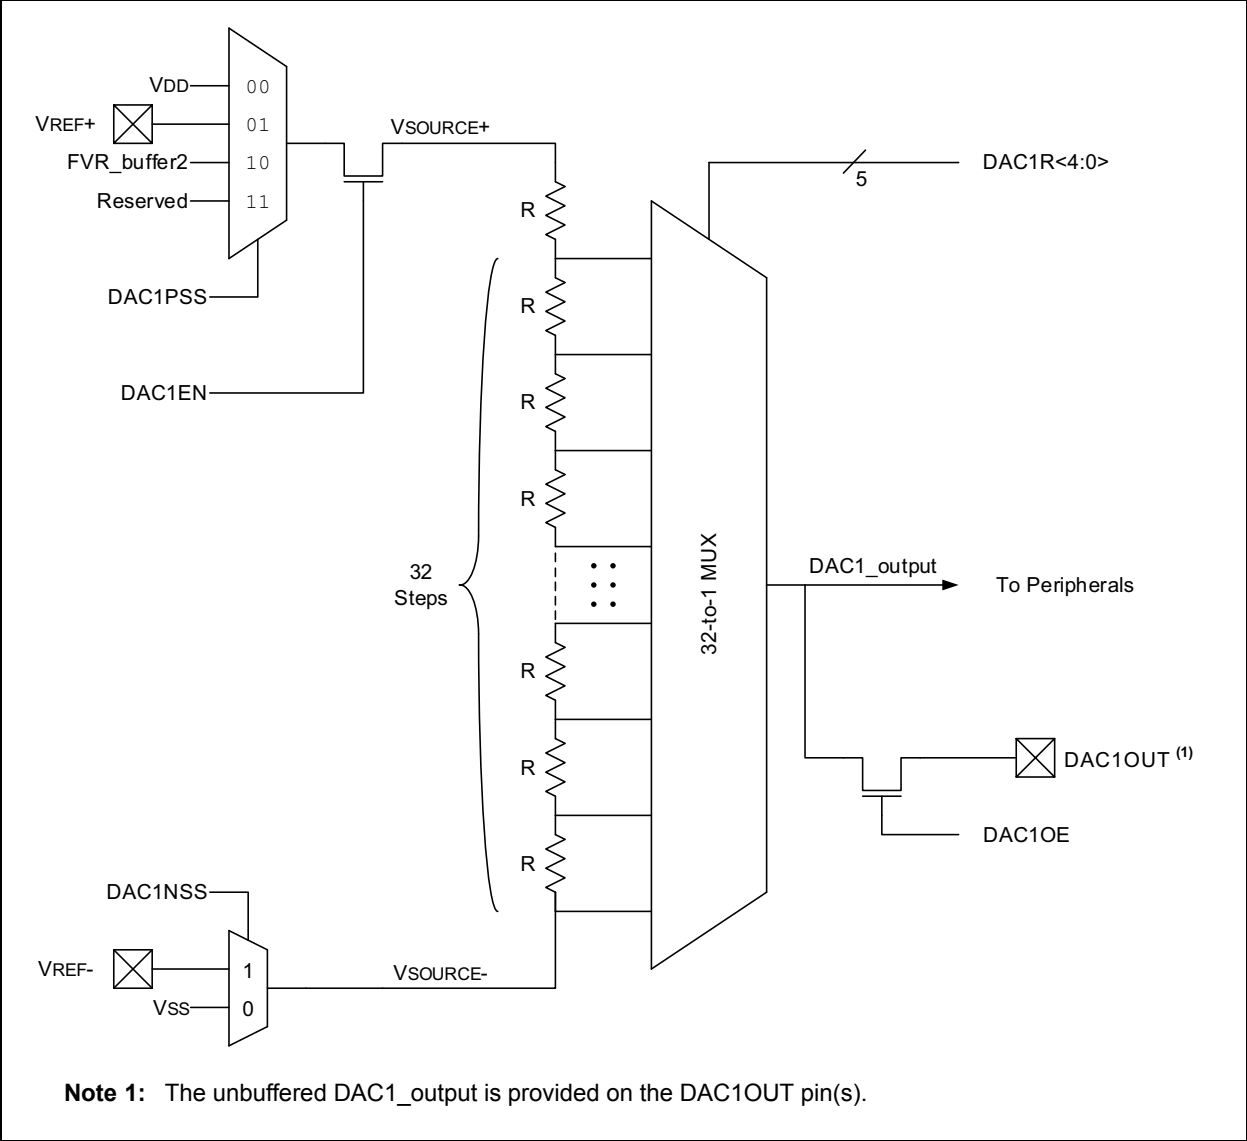 VDD
00
VREF+
01
FVR_buffer2
10
Reserved
11
VSOURCE+
DAC1R<4:0>
5
R
DAC1PSS
R
DAC1EN
R
R
32
Steps
32-to-1 MUX
DAC1_output
To Peripherals
R
R
DAC1OUT (1)
DAC1OE
R
DAC1NSS
VREF-
1
VSOURCE-
VSS
0
Note 1: The unbuffered DAC1_output is provided on the DAC1OUT pin(s).